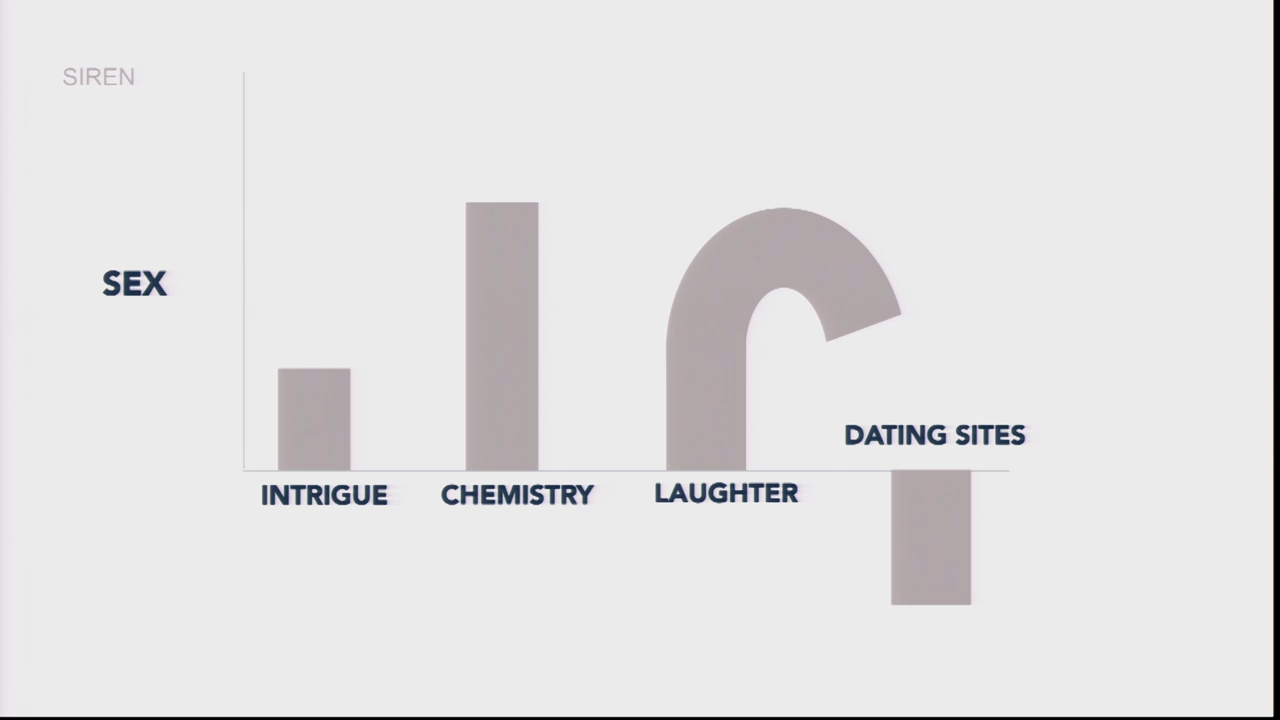 SIREN
SEX
DATING SITES
INTRIGUE
CHEMISTRY
LAUGHTER